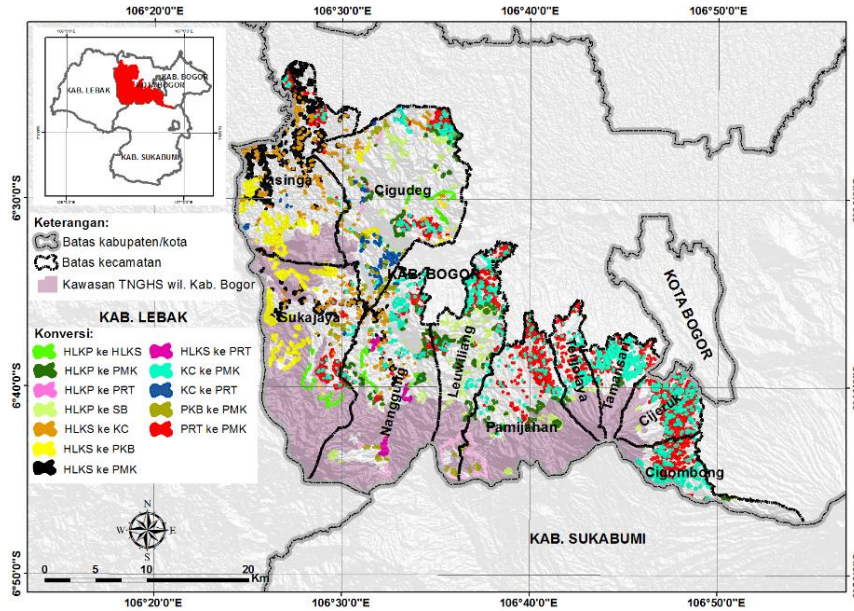 106°20'0"E
106°30'0"E
106°40'0"E
106°50'0"E
KAB. LEBAK
KAB. BOGOR
KOTA BOGOR
KAB. SUKABUMI
6°30'0"S
6°40'0"S
6°50'0"S
Keterangan:
Batas kabupaten/kota
Batas kecamatan
Kawasan TNGHS wil. Kab. Bogor
KAB. LEBAK
Konversi:
HLKP ke HLKS
HLKP ke PMK
HLKP ke PRT
HLKP ke SB
HLKS ke KC
HLKS ke PKB
HLKS ke PMK
HLKS ke PRT
KC ke PMK
KC ke PRT
PKB ke PMK
PRT ke PMK
Cigudeg
KAB. BOGOR
KOTA BOGOR
Sukajaya
Nanggung
Leuwiliang
Pamijahan
Tenjolaya
Tamansari
Cijeruk
Cigombong
KAB. SUKABUMI
N
W
E
S
0
5
10
20
Km
106°20'0"E
106°30'0"E
106°40'0"E
106°50'0"E